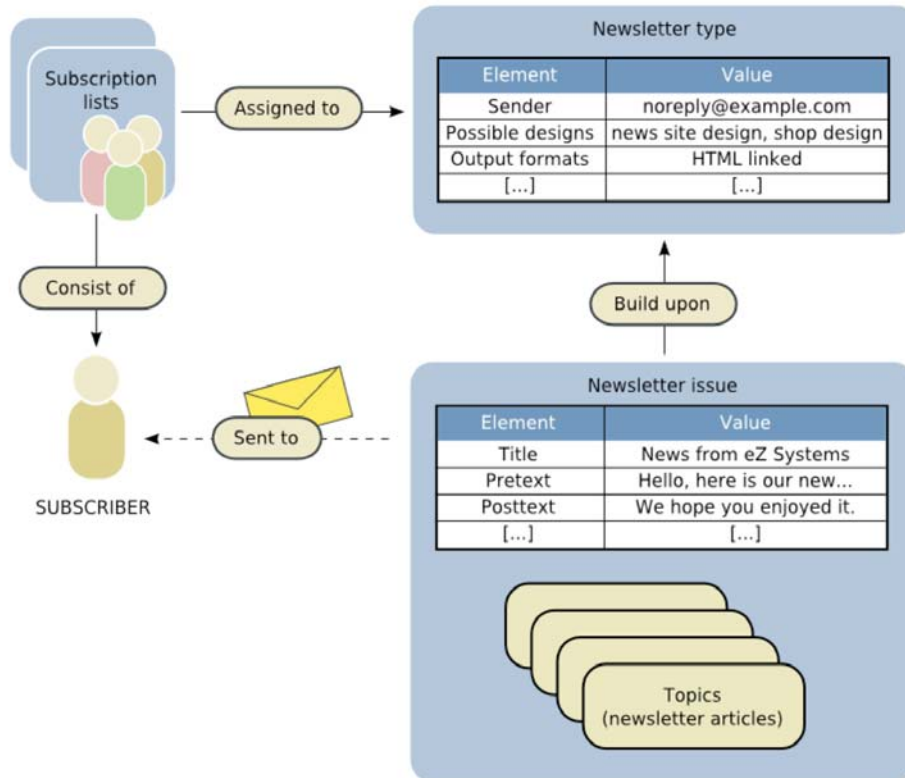 Subscription
lists
Assigned to
Newsletter type
Element Value
Sender noreply@example.com
Possible designs news site design, shop design
Output formats HTML linked
[...] [...]
Consist of
Build upon
Sent to
SUBSCRIBER
Newsletter issue
Element Value
Title News from eZ Systems
Pretext Hello, here is our new...
Posttext We hope you enjoyed it.
[...] [...]
Topics
(newsletter articles)